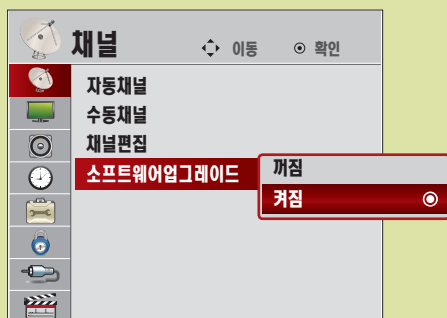 채널 이동 확인
자동채널
수동채널
채널편집
소프트웨어업그레이드
꺼짐
켜짐